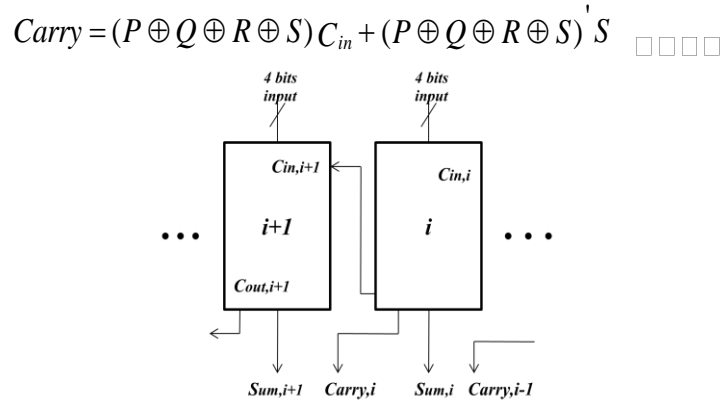 Carry = (P ⊕ Q ⊕ R ⊕ S) C_in + (P ⊕ Q ⊕ R ⊕ S)' S □□□□
4 bits input
4 bits input
Cin,i+1
Cin,i
... i+1 i ...
Cout,i+1
Sum,i+1 Carry,i Sum,i Carry,i-1